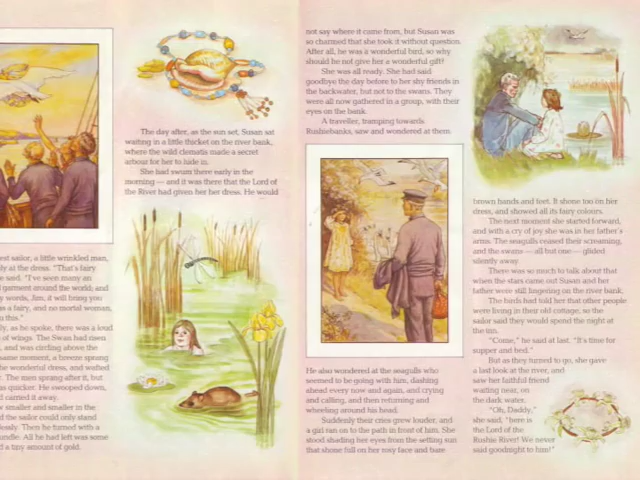 est sailor, a little wrinkled man,
ly at the dress. "That's fairy
e said. "I've seen many an
garment around the world; and
y words, Jim, it will bring you
as a fairy, and no mortal woman,
n this."
ly, as he spoke, there was a loud
of wings. The Swan had risen
, and was circling above the
same moment, a breeze sprang
he wonderful dress, and wafted
. The men sprang after it, but
as quicker. He swooped down,
d carried it away.
smaller and smaller in the
d the sailor could only stand
lessly. Then he turned with a
undle. All he had left was some
d a tiny amount of gold.
The day after, as the sun set, Susan sat
waiting in a little thicket on the river bank,
where the wild clematis made a secret
arbour for her to hide in.
She had swum there early in the
morning — and it was there that the Lord of
the River had given her her dress. He would
not say where it came from, but Susan was
so charmed that she took it without question.
After all, he was a wonderful bird, so why
should he not give her a wonderful gift?
She was all ready. She had said
goodbye the day before to her shy friends in
the backwater, but not to the swans. They
were all now gathered in a group, with their
eyes on the bank.
A traveller, tramping towards
Rushiebanks, saw and wondered at them.
He also wondered at the seagulls who
seemed to be going with him, dashing
ahead every now and again, and crying
and calling, and then returning and
wheeling around his head.
Suddenly their cries grew louder, and
a girl ran on to the path in front of him. She
stood shading her eyes from the setting sun
that shone full on her rosy face and bare
brown hands and feet. It shone too on her
dress, and showed all its fairy colours.
The next moment she started forward,
and with a cry of joy she was in her father's
arms. The seagulls ceased their screaming,
and the swans — all but one — glided
silently away.
There was so much to talk about that
when the stars came out Susan and her
father were still lingering on the river bank.
The birds had told her that other people
were living in their old cottage, so the
sailor said they would spend the night at
the inn.
"Come," he said at last. "It's time for
supper and bed."
But as they turned to go, she gave
a last look at the river, and
saw her faithful friend
waiting near, on
the dark water.
"Oh, Daddy,"
she said, "here is
the Lord of the
Rushie River! We never
said goodnight to him!"